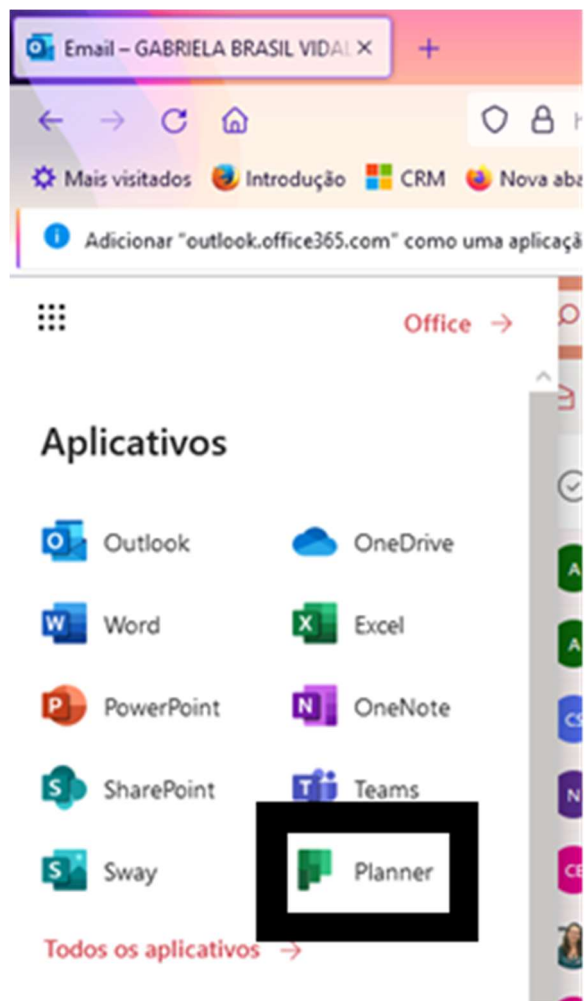 Email – GABRIELA BRASIL VIDAL
Mais visitados Introdução CRM Nova aba
Adicionar "outlook.office365.com" como uma aplicaçã
Office →
Aplicativos
Outlook OneDrive
Word Excel
PowerPoint OneNote
SharePoint Teams
Sway Planner
Todos os aplicativos →